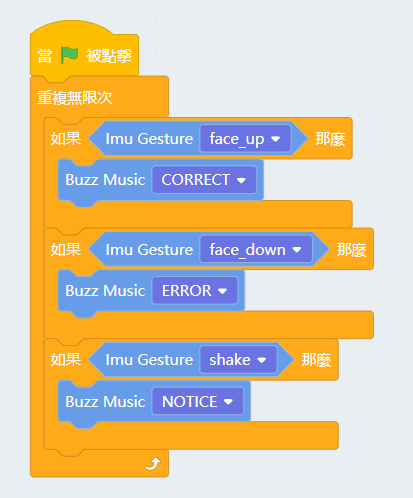 當 被點擊
重複無限次
如果 Imu Gesture face_up 那麼
Buzz Music CORRECT
如果 Imu Gesture face_down 那麼
Buzz Music ERROR
如果 Imu Gesture shake 那麼
Buzz Music NOTICE